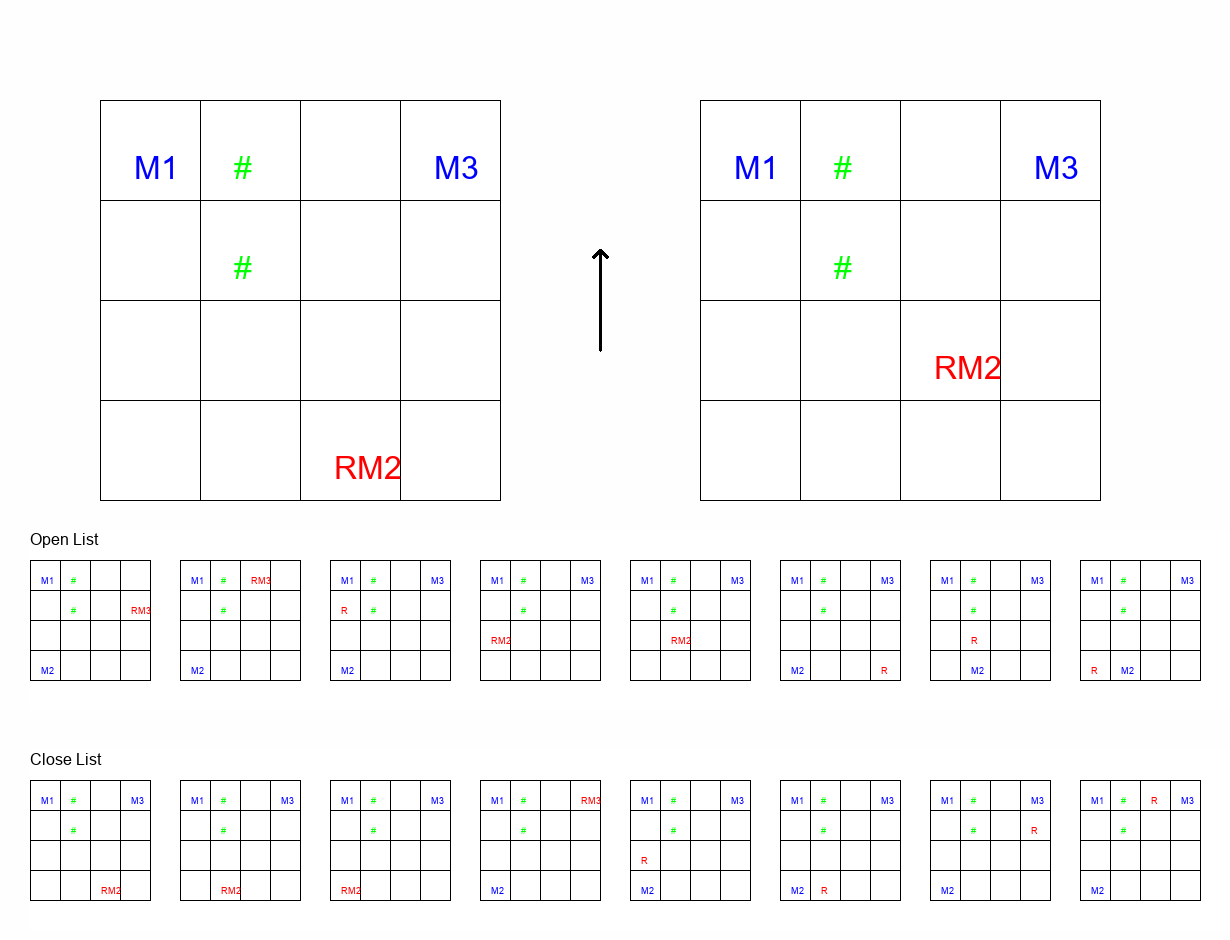 M1 # M3 M1 # M3
# #
RM2
RM2
Open List
M1 # M1 # RM3 M1 # M3 M1 # M3 M1 # M3 M1 # M3 M1 # M3 M1 # M3
# RM3 # R # # # # # #
RM2 RM2 R
M2 M2 M2 M2 R M2 R M2
Close List
M1 # M3 M1 # M3 M1 # M3 M1 # RM3 M1 # M3 M1 # M3 M1 # M3 M1 # R M3
# # # # # # # R #
R
RM2 RM2 RM2 M2 M2 M2 R M2 M2